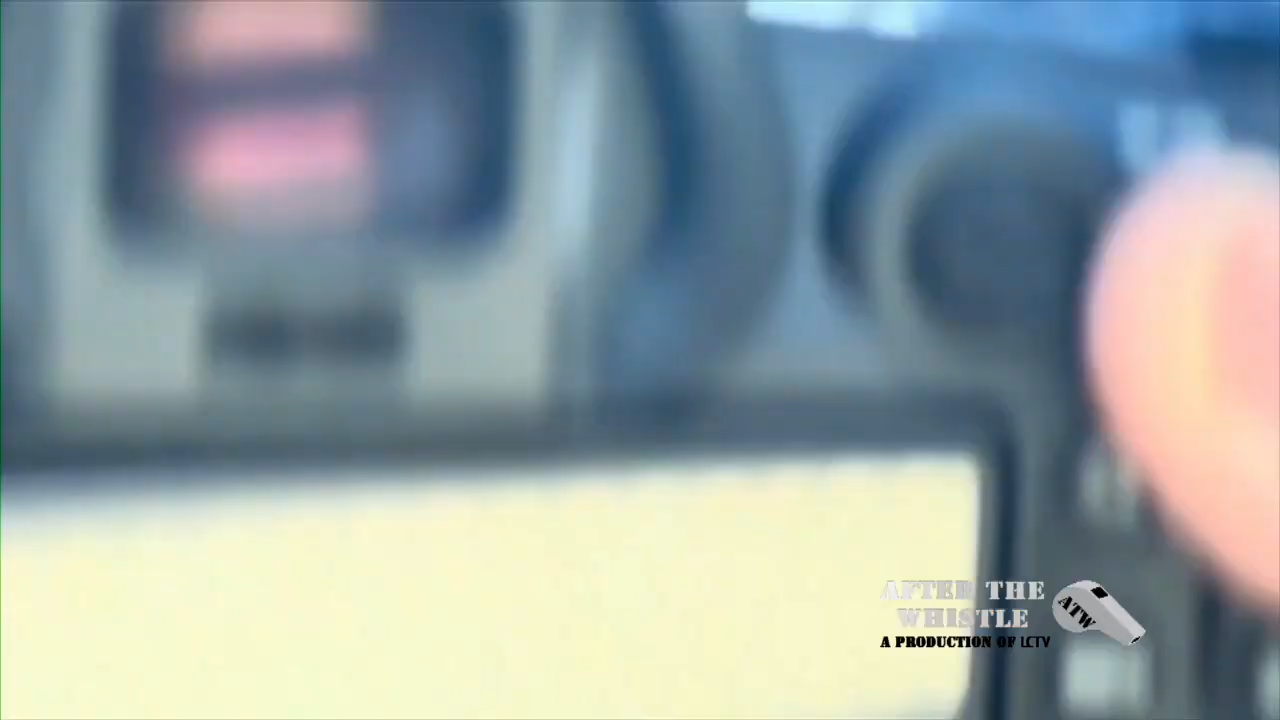 AFTER THE
WHISTLE
A PRODUCTION OF LCTV
ATW